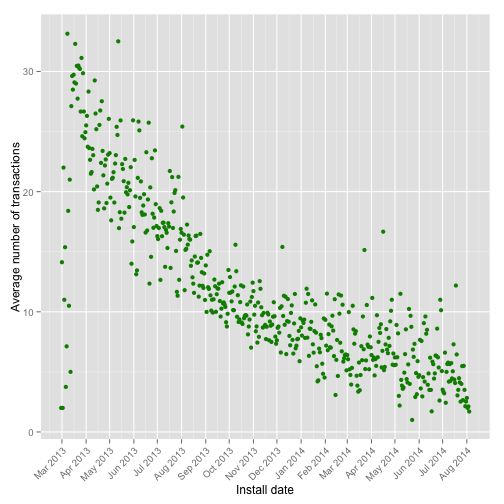 Average number of transactions
30
20
10
0
Mar 2013
Apr 2013
May 2013
Jun 2013
Jul 2013
Aug 2013
Sep 2013
Oct 2013
Nov 2013
Dec 2013
Jan 2014
Feb 2014
Mar 2014
Apr 2014
May 2014
Jun 2014
Jul 2014
Aug 2014
Install date